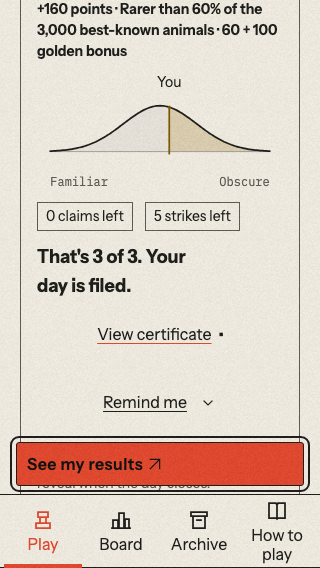 +160 points · Rarer than 60% of the
3,000 best-known animals · 60 + 100
golden bonus
You
Familiar Obscure
0 claims left 5 strikes left
That's 3 of 3. Your
day is filed.
View certificate
Remind me
See my results
Play Board Archive How to
play